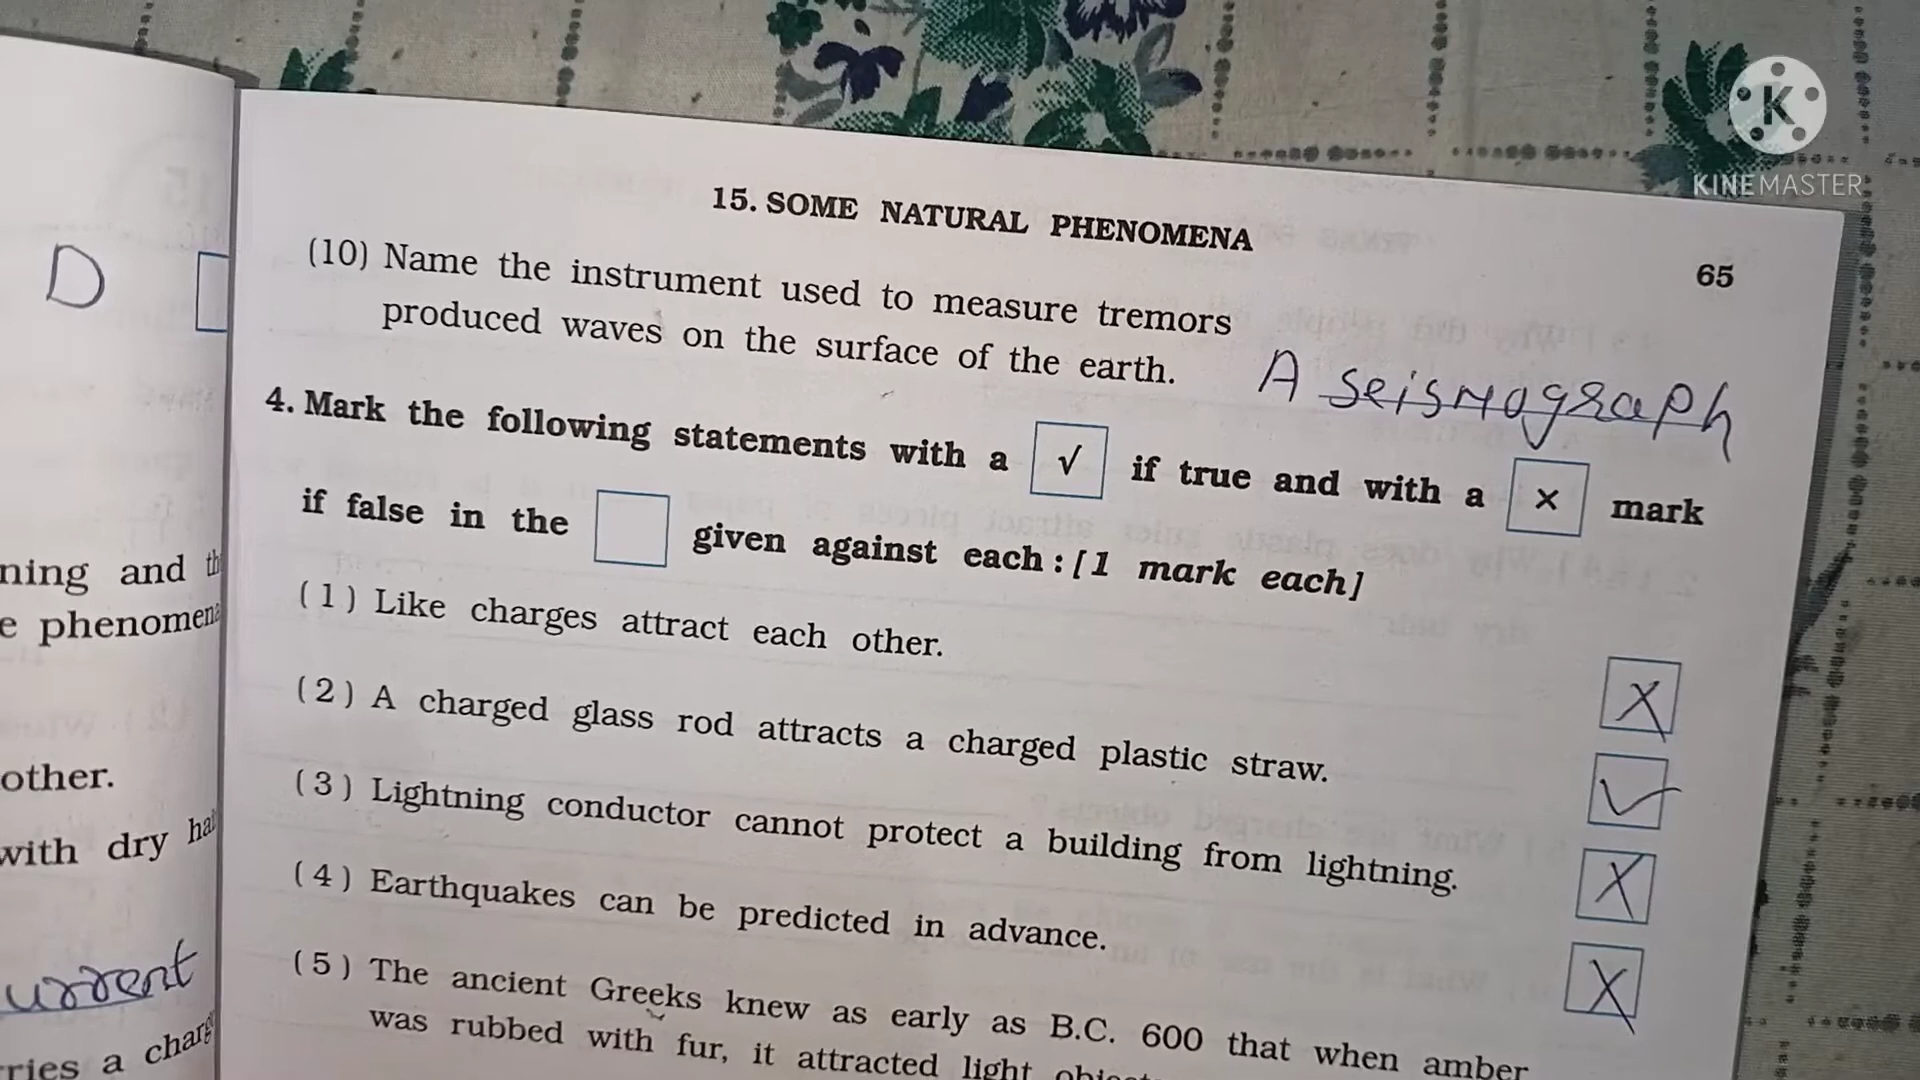 K
KINEMASTER
15. SOME NATURAL PHENOMENA
65
(10) Name the instrument used to measure tremors
produced waves on the surface of the earth.
A seismograph
4. Mark the following statements with a √ if true and with a × mark
if false in the given against each : [1 mark each]
(1) Like charges attract each other.
X
(2) A charged glass rod attracts a charged plastic straw.
✓
(3) Lightning conductor cannot protect a building from lightning.
X
(4) Earthquakes can be predicted in advance.
X
(5) The ancient Greeks knew as early as B.C. 600 that when amber
was rubbed with fur, it attracted light
D
ning and
e phenomena
other.
with dry
urrent
rries a